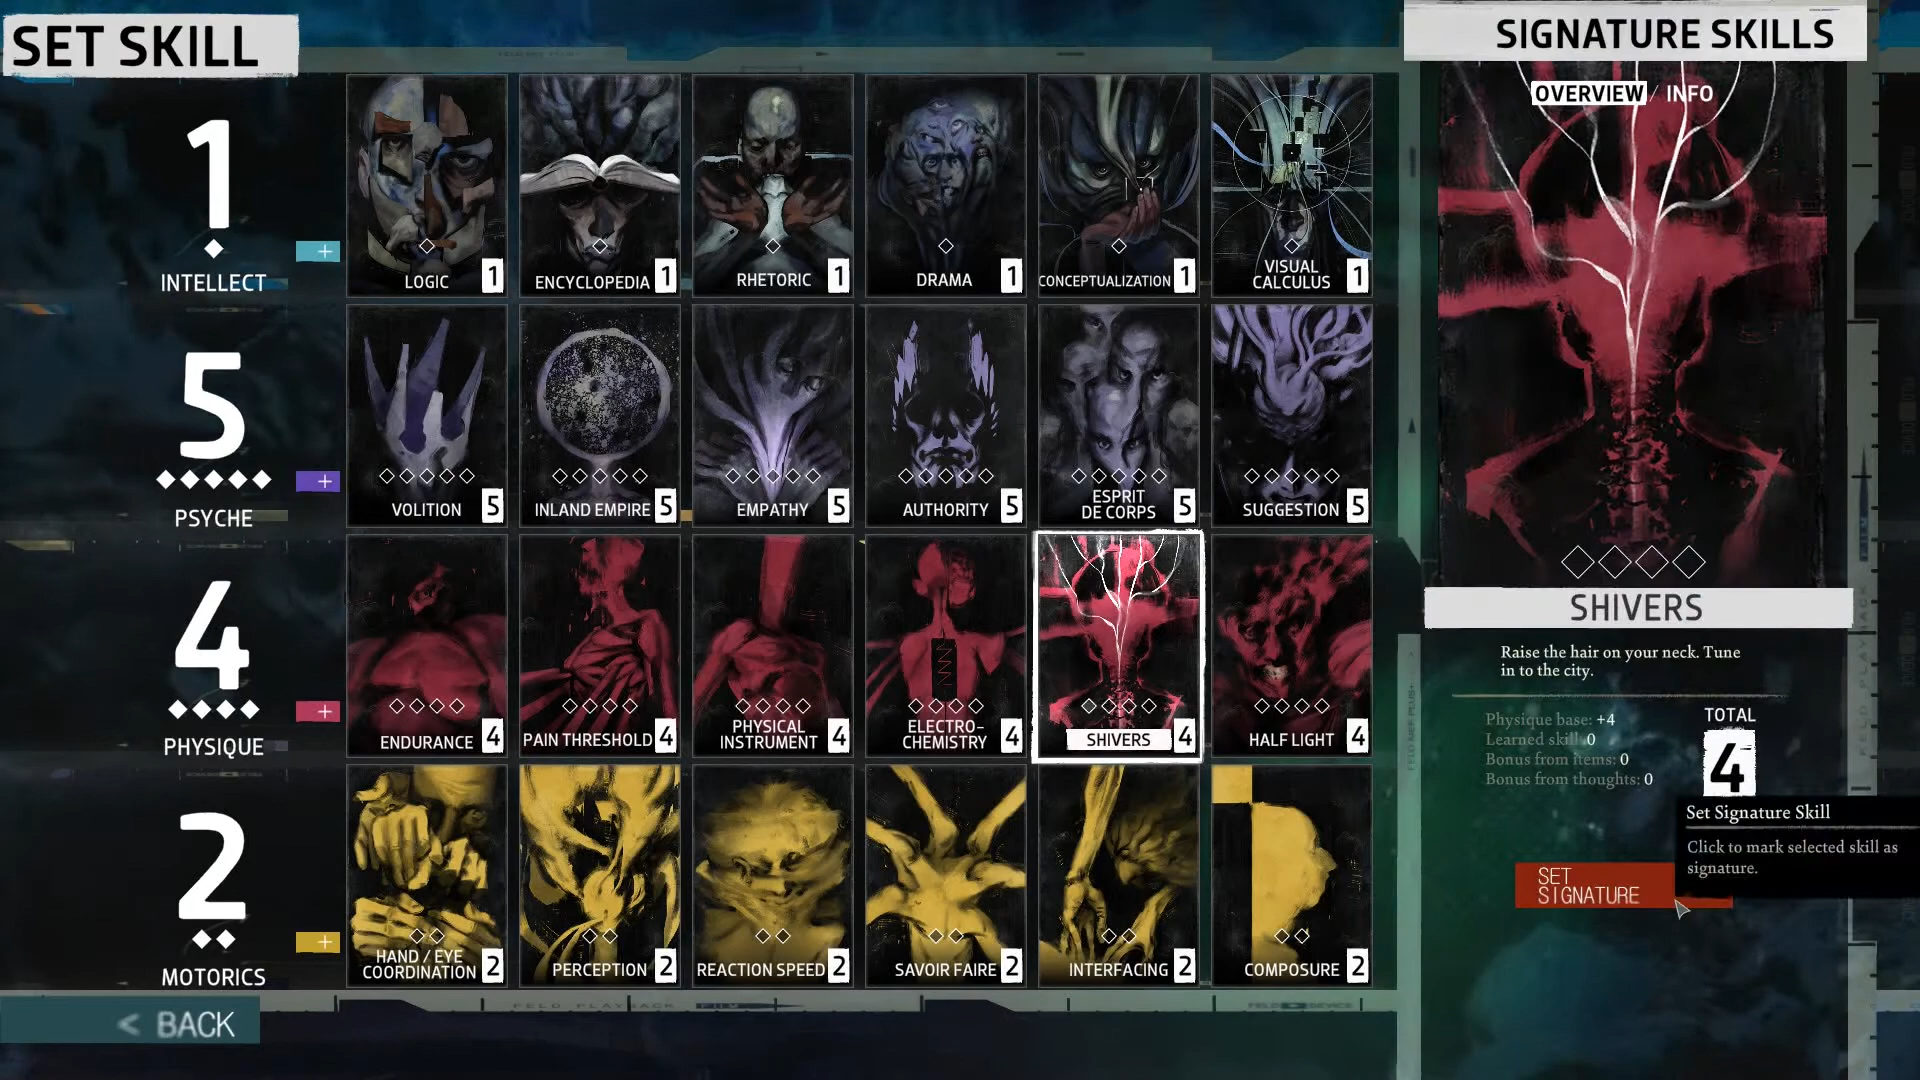 SET SKILL
SIGNATURE SKILLS
OVERVIEW / INFO
1
INTELLECT
+
LOGIC 1
ENCYCLOPEDIA 1
RHETORIC 1
DRAMA 1
CONCEPTUALIZATION 1
VISUAL
CALCULUS 1
5
PSYCHE
+
VOLITION 5
INLAND EMPIRE 5
EMPATHY 5
AUTHORITY 5
ESPRIT
DE CORPS 5
SUGGESTION 5
4
PHYSIQUE
+
ENDURANCE 4
PAIN THRESHOLD 4
PHYSICAL
INSTRUMENT 4
ELECTRO-
CHEMISTRY 4
SHIVERS 4
HALF LIGHT 4
2
MOTORICS
+
HAND / EYE
COORDINATION 2
PERCEPTION 2
REACTION SPEED 2
SAVOIR FAIRE 2
INTERFACING 2
COMPOSURE 2
SHIVERS
Raise the hair on your neck. Tune
in to the city.
Physique base: +4
Learned skill 0
Bonus from items: 0
Bonus from thoughts: 0
TOTAL
4
Set Signature Skill
Click to mark selected skill as
signature.
SET
SIGNATURE
< BACK
FELD PLAYBACK